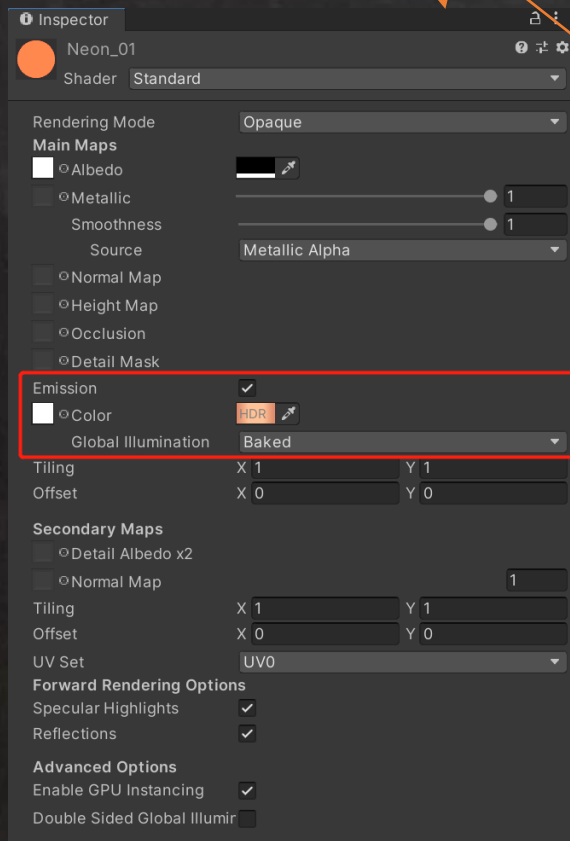 Inspector
Neon_01
Shader Standard
Rendering Mode Opaque
Main Maps
Albedo
Metallic 1
Smoothness 1
Source Metallic Alpha
Normal Map
Height Map
Occlusion
Detail Mask
Emission
Color HDR
Global Illumination Baked
Tiling X 1 Y 1
Offset X 0 Y 0
Secondary Maps
Detail Albedo x2
Normal Map 1
Tiling X 1 Y 1
Offset X 0 Y 0
UV Set UV0
Forward Rendering Options
Specular Highlights
Reflections
Advanced Options
Enable GPU Instancing
Double Sided Global Illumir